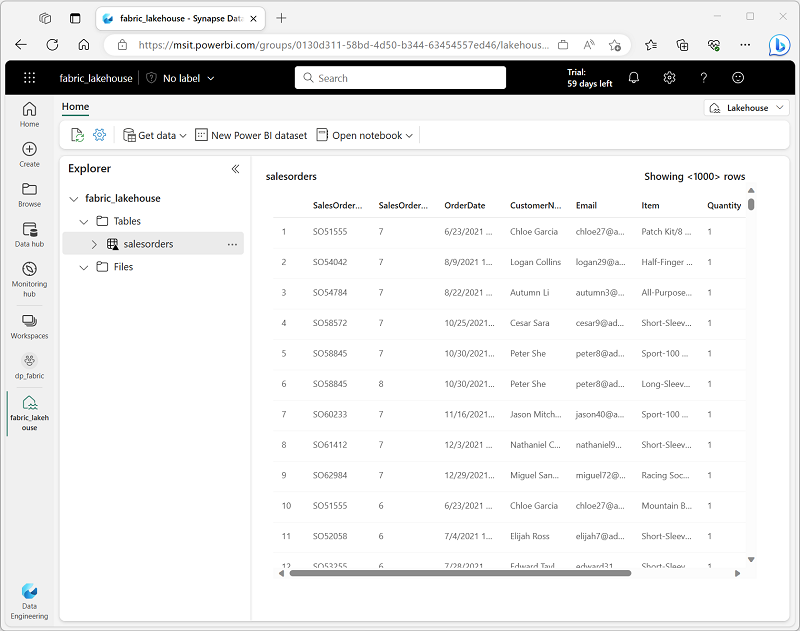 fabric_lakehouse - Synapse Data
https://msit.powerbi.com/groups/0130d311-58bd-4d50-b344-63454557ed46/lakehous...
fabric_lakehouse
No label
Search
Trial:
59 days left
Home
Create
Browse
Data hub
Monitoring
hub
Workspaces
dp_fabric
fabric_lakeh
ouse
Data
Engineering
Home
Lakehouse
Get data
New Power BI dataset
Open notebook
Explorer
fabric_lakehouse
Tables
salesorders
Files
salesorders
Showing <1000> rows
SalesOrder... SalesOrder... OrderDate CustomerN... Email Item Quantity
1 SO51555 7 6/23/2021 ... Chloe Garcia chloe27@a... Patch Kit/8 ... 1
2 SO54042 7 8/9/2021 1... Logan Collins logan29@a... Half-Finger ... 1
3 SO54784 7 8/22/2021 ... Autumn Li autumn3@... All-Purpose... 1
4 SO58572 7 10/25/2021... Cesar Sara cesar9@ad... Short-Sleev... 1
5 SO58845 7 10/30/2021... Peter She peter8@ad... Sport-100 ... 1
6 SO58845 8 10/30/2021... Peter She peter8@ad... Long-Sleev... 1
7 SO60233 7 11/16/2021... Jason Mitch... jason40@a... Sport-100 ... 1
8 SO61412 7 12/3/2021 ... Nathaniel C... nathaniel9... Short-Sleev... 1
9 SO62984 7 12/29/2021... Miguel San... miguel72@... Racing Soc... 1
10 SO51555 6 6/23/2021 ... Chloe Garcia chloe27@a... Mountain B... 1
11 SO52058 6 7/4/2021 1... Elijah Ross elijah7@ad... Short-Sleev... 1
12 SO53255 6 7/28/2021 ... Edward Tayl... edward31... Short-Sleev... 1